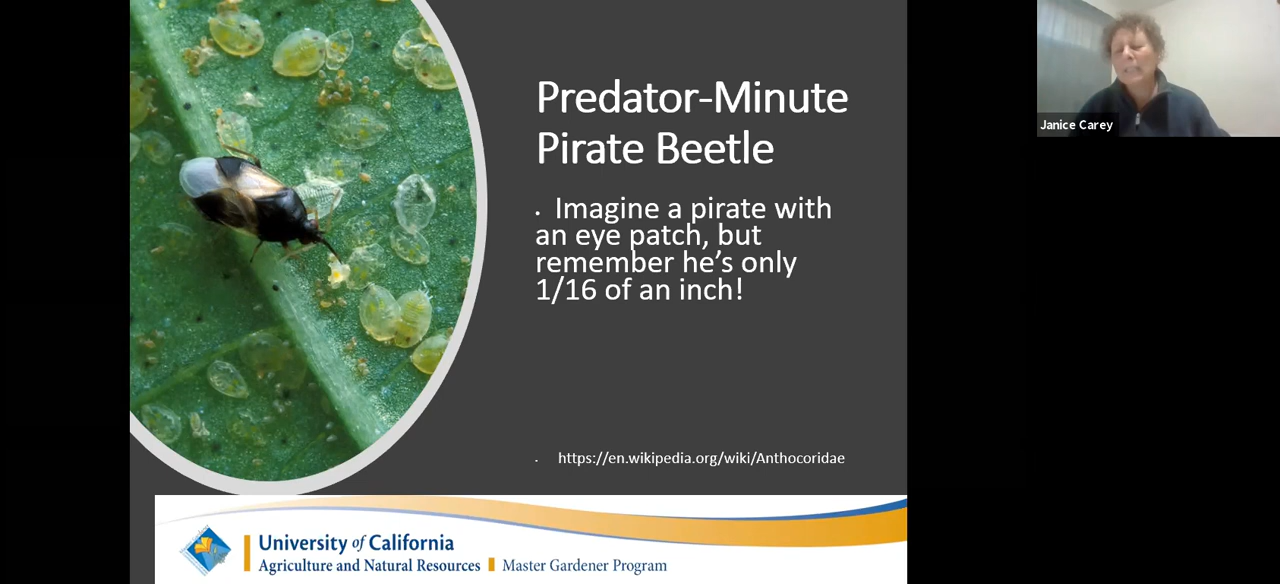 Predator-Minute
Pirate Beetle
• Imagine a pirate with
an eye patch, but
remember he's only
1/16 of an inch!
• https://en.wikipedia.org/wiki/Anthocoridae
University of California
Agriculture and Natural Resources Master Gardener Program
Janice Carey